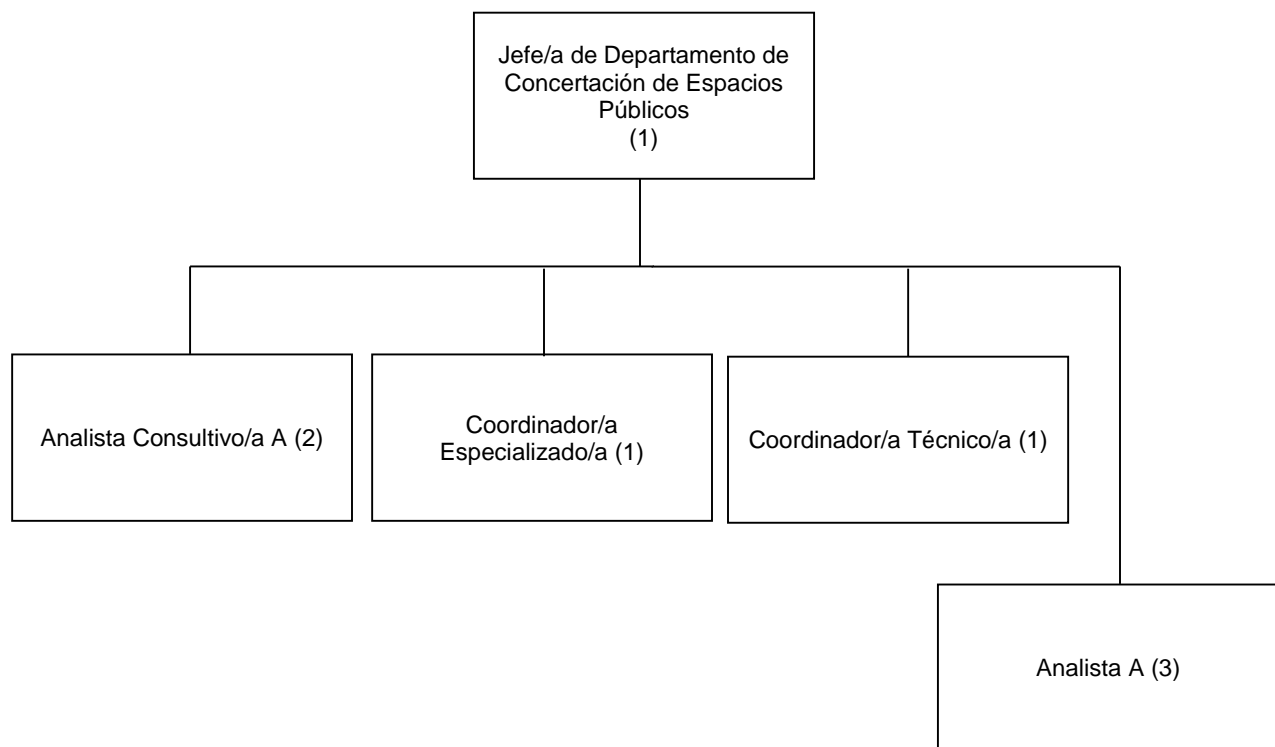 Jefe/a de Departamento de
Concertación de Espacios
Públicos
(1)
Analista Consultivo/a A (2)
Coordinador/a
Especializado/a (1)
Coordinador/a Técnico/a (1)
Analista A (3)